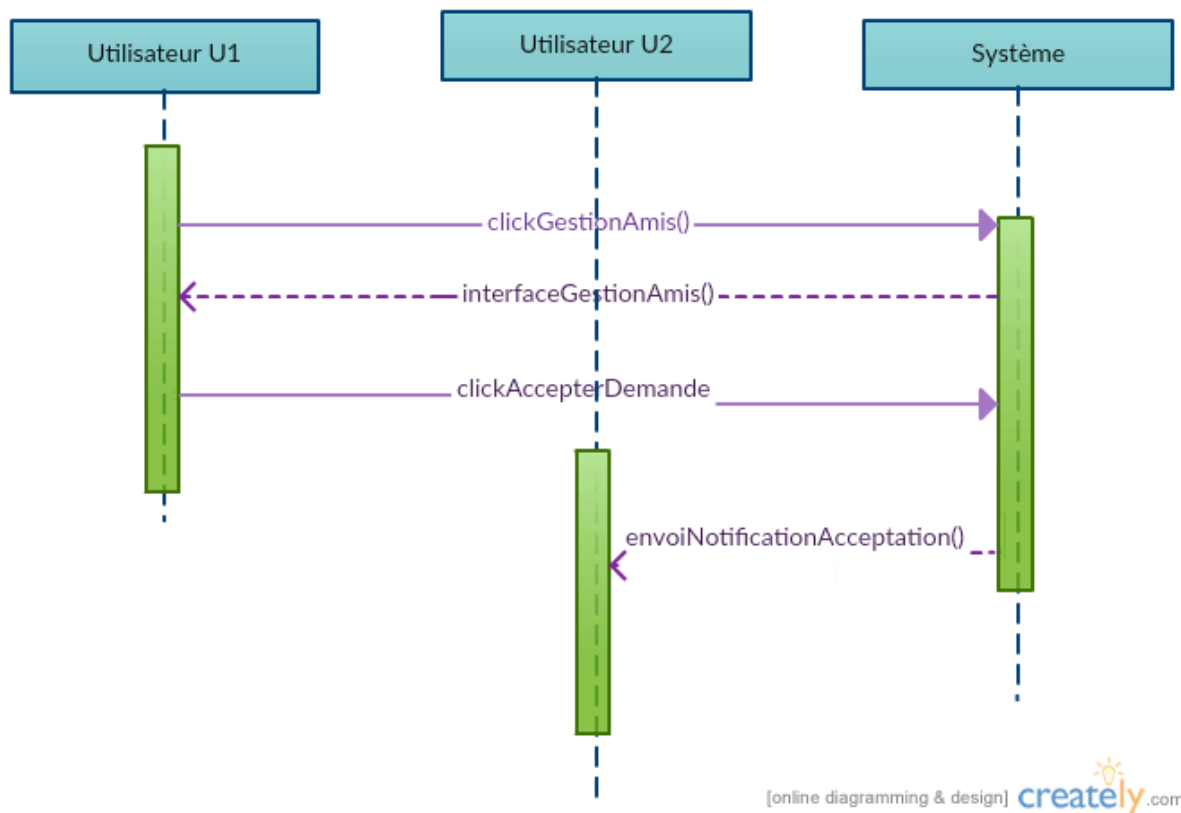 Utilisateur U1
Utilisateur U2
Système
clickGestionAmis()
interfaceGestionAmis()
clickAccepterDemande
envoiNotificationAcceptation()
[online diagramming & design] creately.com